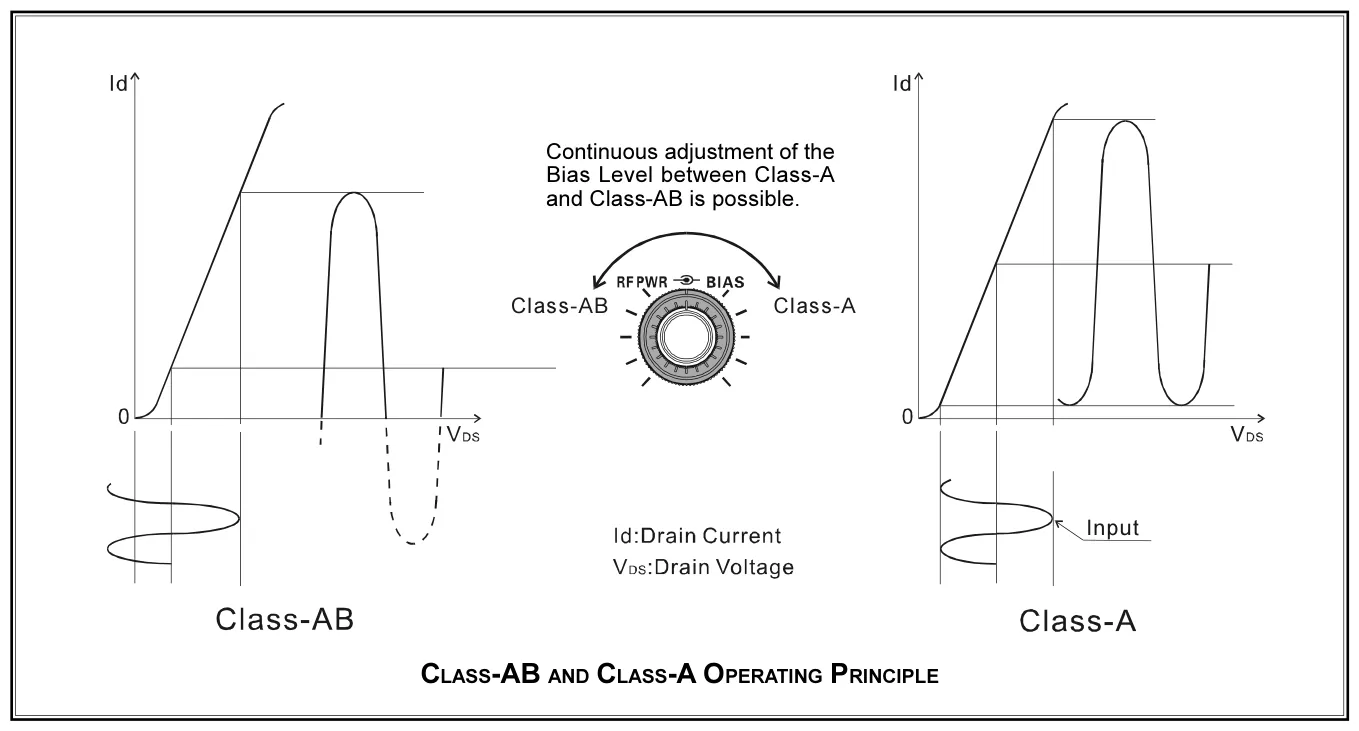 Id
Id
Continuous adjustment of the
Bias Level between Class-A
and Class-AB is possible.
RF PWR BIAS
Class-AB
Class-A
0
VDS
0
VDS
Input
Id:Drain Current
VDS:Drain Voltage
Class-AB
Class-A
CLASS-AB AND CLASS-A OPERATING PRINCIPLE